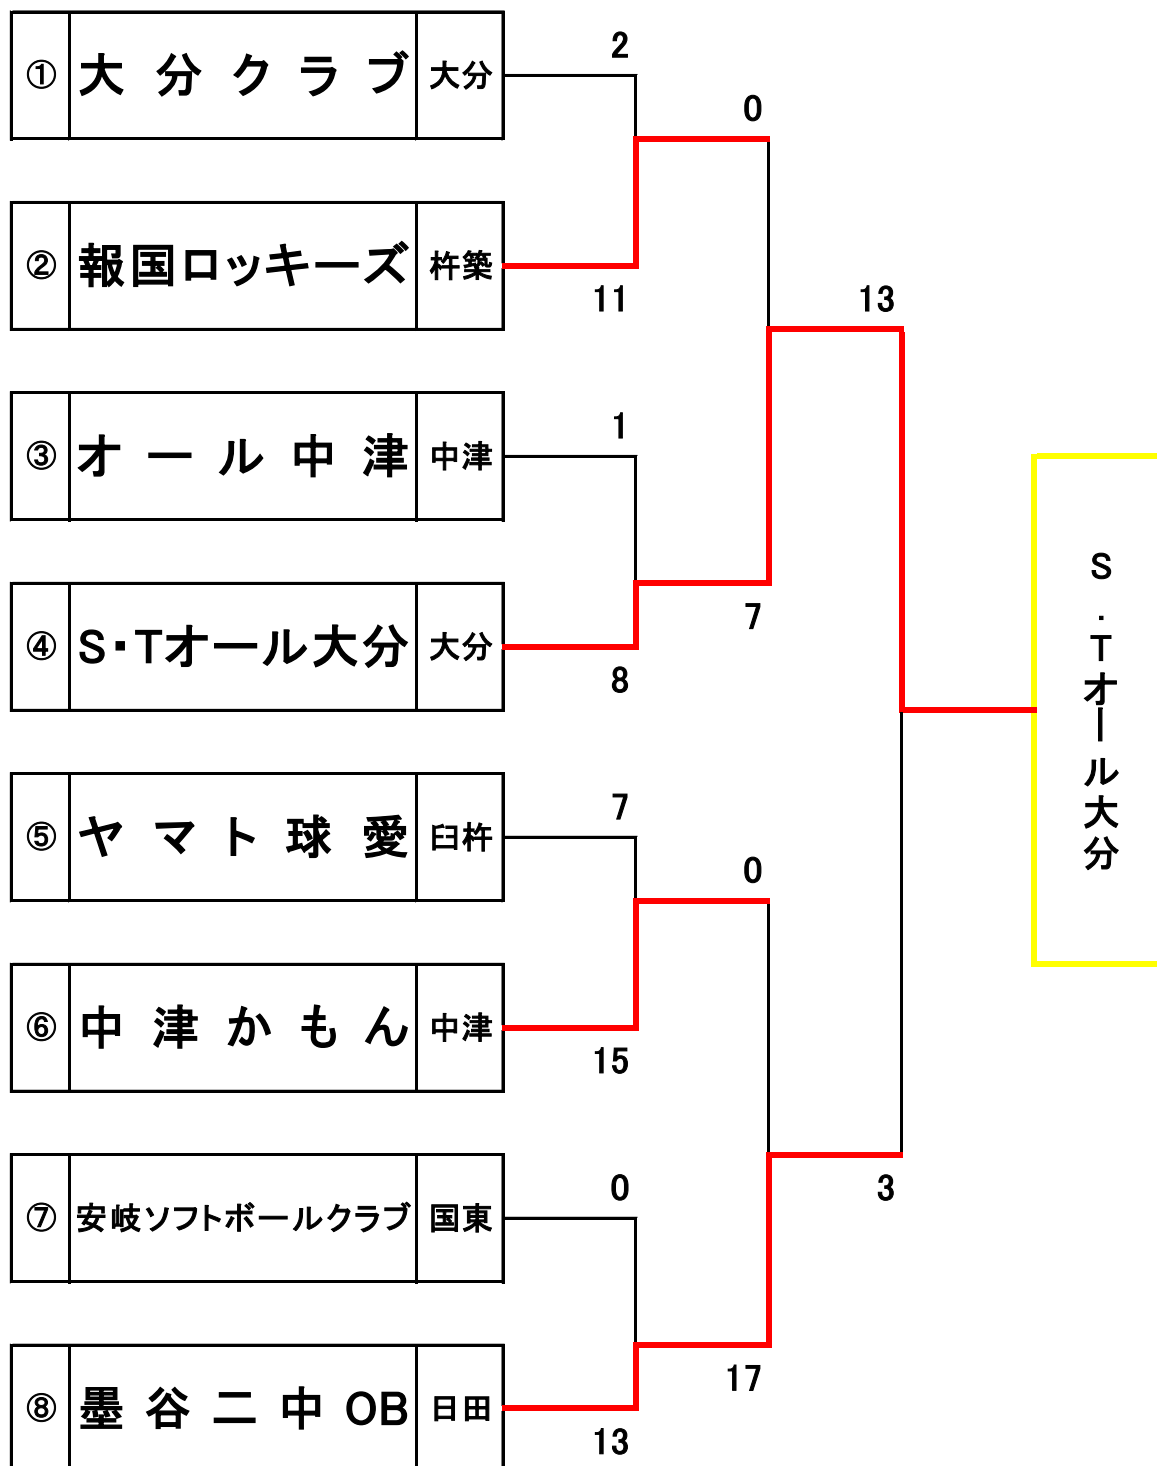 ① 大分クラブ 大分
2
0
② 報国ロッキーズ 杵築
11
13
③ オール中津 中津
1
④ S・Tオール大分 大分
7
8
S.Tオール大分
⑤ ヤマト球愛 臼杵
7
0
⑥ 中津かもん 中津
15
⑦ 安岐ソフトボールクラブ 国東
0
3
⑧ 墨谷二中OB 日田
17
13